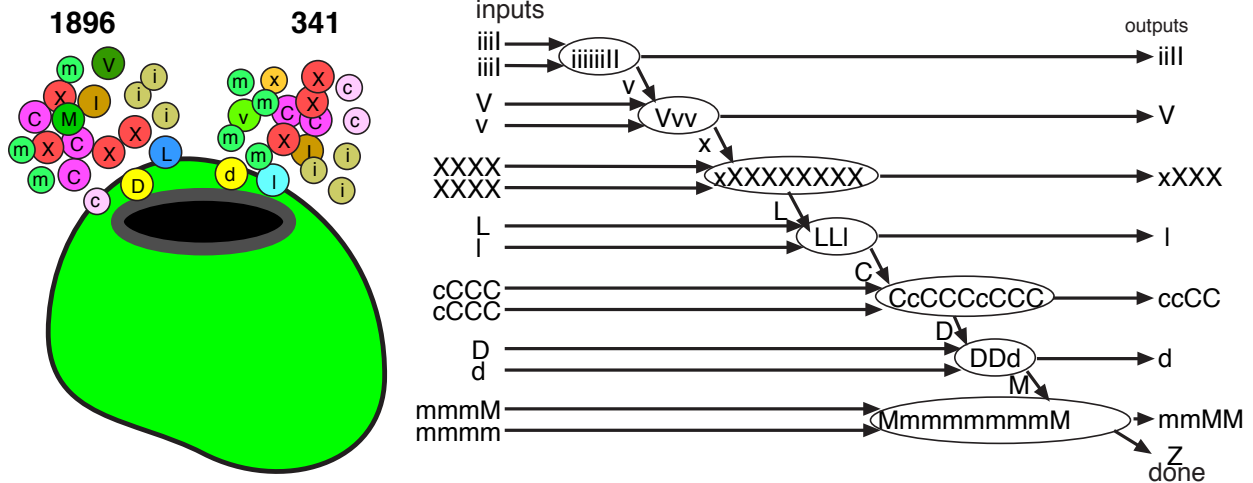 1896
341
m
V
i
i
X
I
C
M
i
X
m
X
C
X
L
m
C
D
c
m
x
X
c
m
X
v
C
C
c
m
X
I
i
m
i
d
l
i
inputs
outputs
iiiI
iiiI
iiiiiiII
iiII
v
V
v
Vvv
V
x
XXXX
XXXX
xXXXXXXXX
xXXX
L
L
l
LLl
l
C
cCCC
cCCC
CcCCCcCCC
ccCC
D
D
d
DDd
d
M
mmmM
mmmm
MmmmmmmmM
mmMM
Z
done